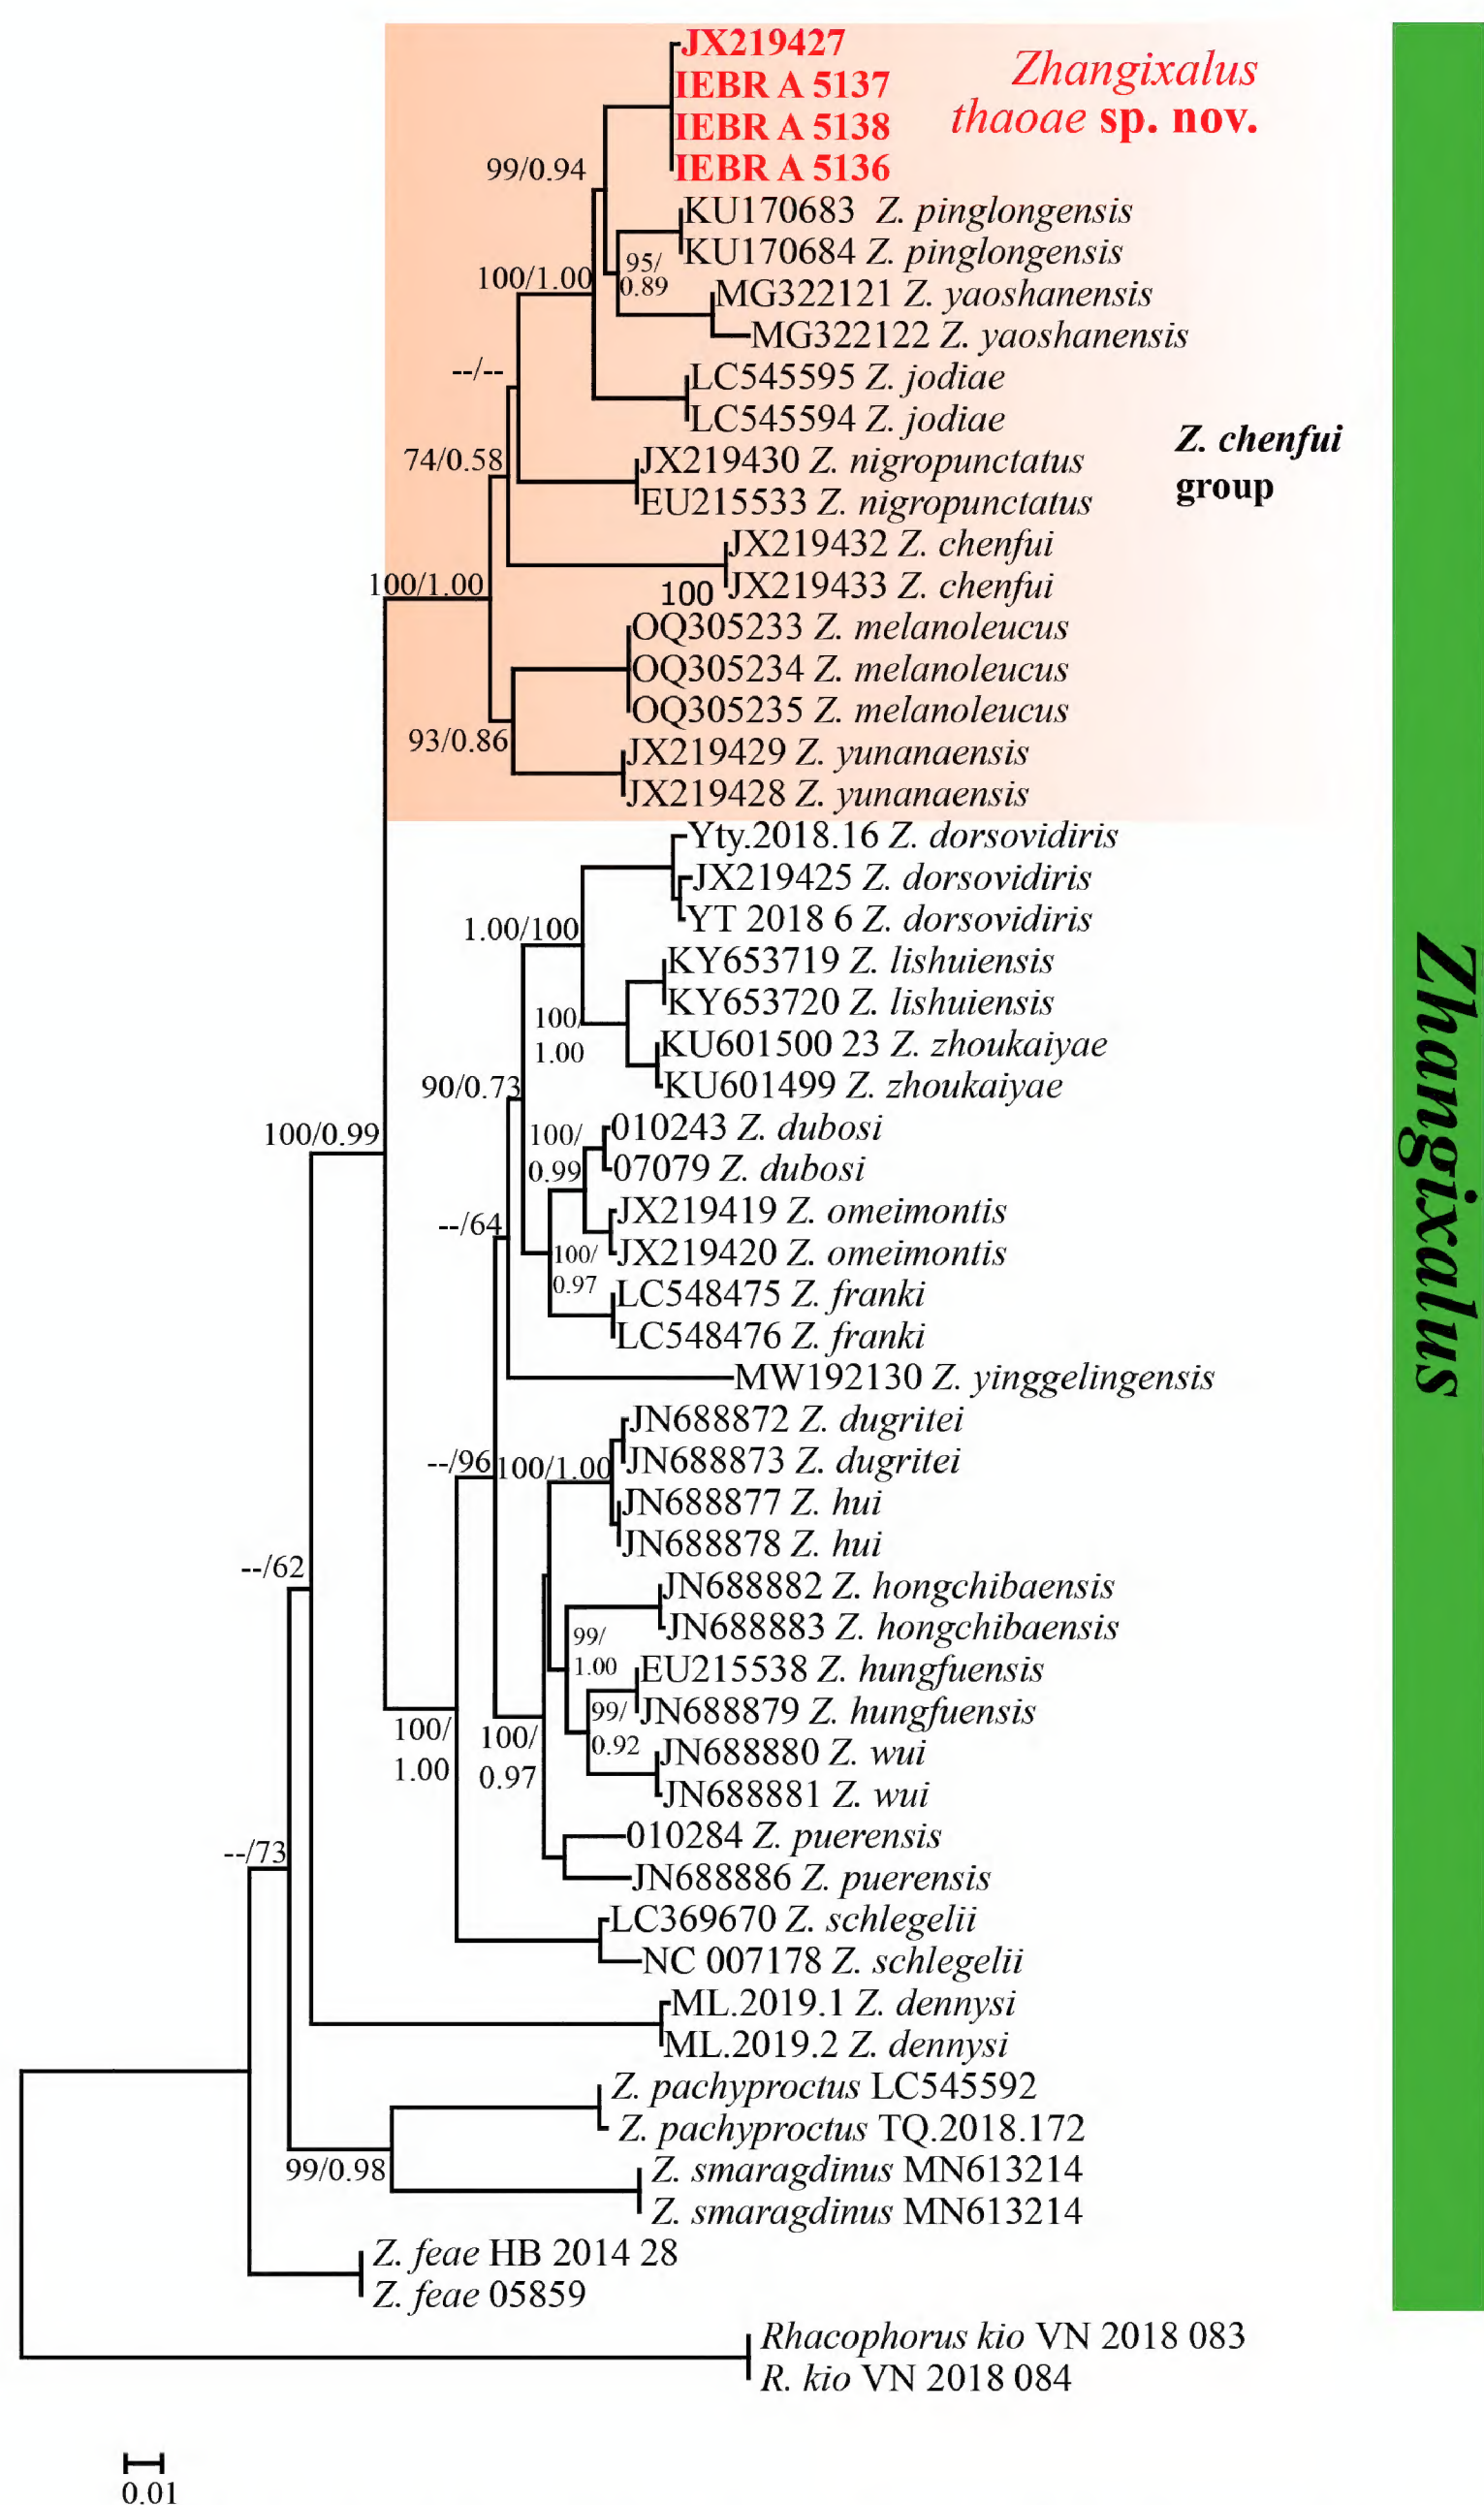 JX219427
IEBR A 5137
IEBR A 5138
IEBR A 5136
Zhangixalus
thaoae sp. nov.
99/0.94
KU170683 Z. pinglongensis
KU170684 Z. pinglongensis
95/
0.89
100/1.00
MG322121 Z. yaoshanensis
MG322122 Z. yaoshanensis
--/--
LC545595 Z. jodiae
LC545594 Z. jodiae
Z. chenfui
group
74/0.58
JX219430 Z. nigropunctatus
EU215533 Z. nigropunctatus
JX219432 Z. chenfui
JX219433 Z. chenfui
100
100/1.00
OQ305233 Z. melanoleucus
OQ305234 Z. melanoleucus
OQ305235 Z. melanoleucus
93/0.86
JX219429 Z. yunanaensis
JX219428 Z. yunanaensis
Yty.2018.16 Z. dorsovidiris
JX219425 Z. dorsovidiris
YT 2018 6 Z. dorsovidiris
1.00/100
KY653719 Z. lishuiensis
KY653720 Z. lishuiensis
100/
1.00
KU601500 23 Z. zhoukaiyae
KU601499 Z. zhoukaiyae
90/0.73
010243 Z. dubosi
07079 Z. dubosi
100/
0.99
100/0.99
JX219419 Z. omeimontis
JX219420 Z. omeimontis
--/64
100/
0.97
LC548475 Z. franki
LC548476 Z. franki
MW192130 Z. yinggelingensis
Zhangixalus
JN688872 Z. dugritei
JN688873 Z. dugritei
--/96
100/1.00
JN688877 Z. hui
JN688878 Z. hui
--/62
JN688882 Z. hongchibaensis
JN688883 Z. hongchibaensis
99/
1.00
EU215538 Z. hungfuensis
JN688879 Z. hungfuensis
99/
0.92
100/
1.00
100/
0.97
JN688880 Z. wui
JN688881 Z. wui
010284 Z. puerensis
JN688886 Z. puerensis
--/73
LC369670 Z. schlegelii
NC 007178 Z. schlegelii
ML.2019.1 Z. dennysi
ML.2019.2 Z. dennysi
Z. pachyproctus LC545592
Z. pachyproctus TQ.2018.172
99/0.98
Z. smaragdinus MN613214
Z. smaragdinus MN613214
Z. feae HB 2014 28
Z. feae 05859
Rhacophorus kio VN 2018 083
R. kio VN 2018 084
0.01